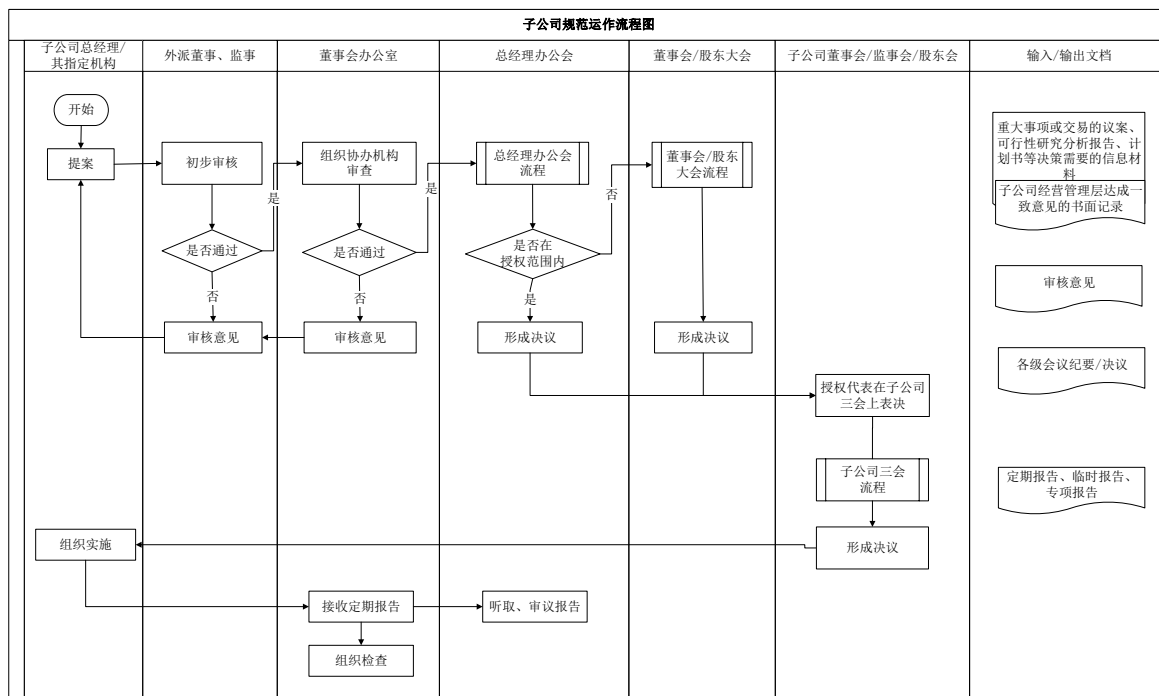 子公司规范运作流程图
子公司总经理/
其指定机构
外派董事、监事
董事会办公室
总经理办公会
董事会/股东大会
子公司董事会/监事会/股东会
输入/输出文档
开始
提案
初步审核
是
组织协办机构
审查
是
总经理办公会
流程
否
董事会/股东
大会流程
重大事项或交易的议案、
可行性研究分析报告、计
划书等决策需要的信息材
料
子公司经营管理层达成一
致意见的书面记录
是否通过
是否通过
是否在
授权范围内
否
否
是
审核意见
审核意见
审核意见
形成决议
形成决议
授权代表在子公司
三会上表决
各级会议纪要/决议
子公司三会
流程
定期报告、临时报告、
专项报告
组织实施
形成决议
接收定期报告
听取、审议报告
组织检查